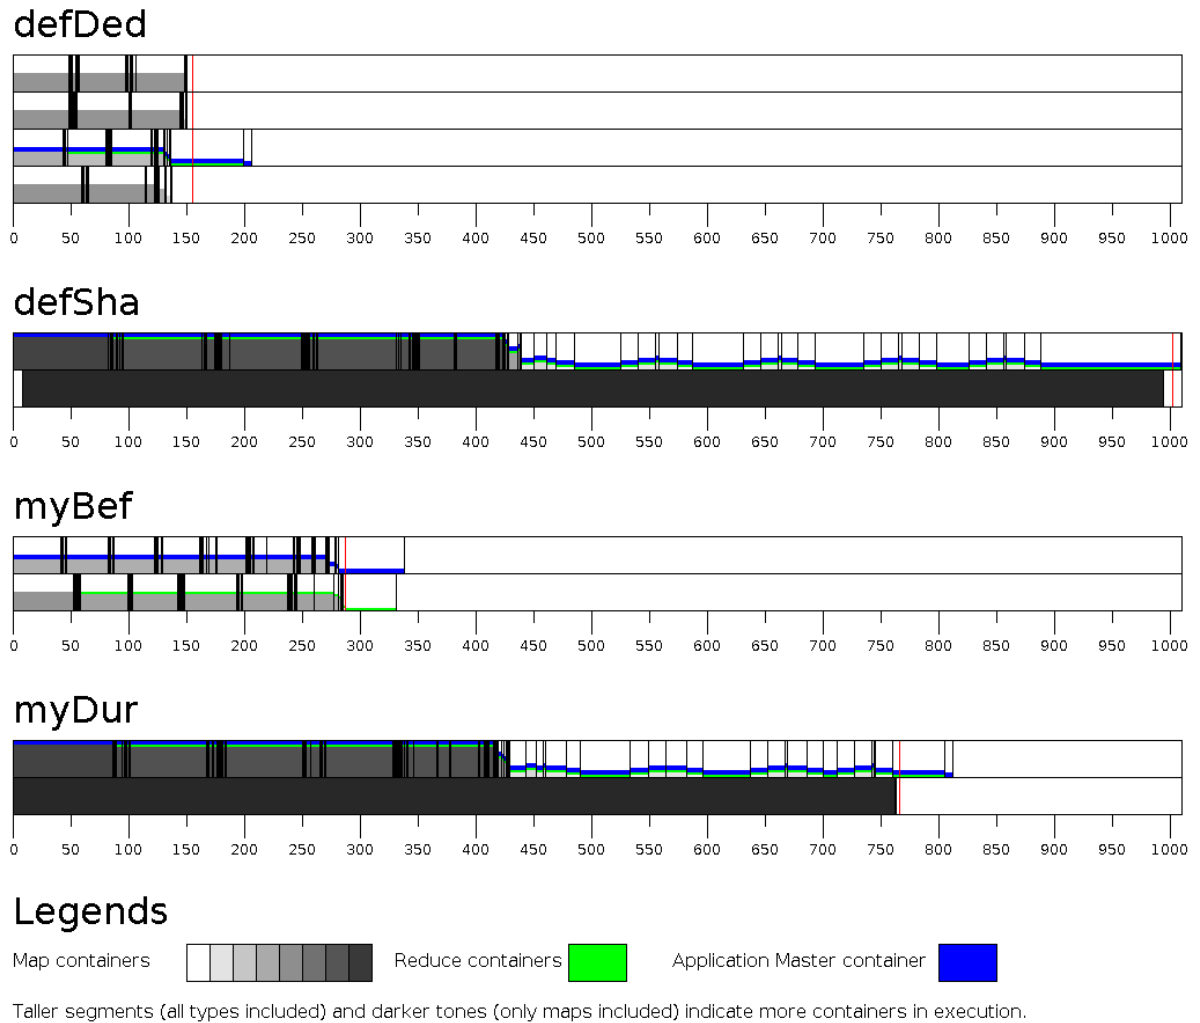 defDed
0 50 100 150 200 250 300 350 400 450 500 550 600 650 700 750 800 850 900 950 1000
defSha
0 50 100 150 200 250 300 350 400 450 500 550 600 650 700 750 800 850 900 950 1000
myBef
0 50 100 150 200 250 300 350 400 450 500 550 600 650 700 750 800 850 900 950 1000
myDur
0 50 100 150 200 250 300 350 400 450 500 550 600 650 700 750 800 850 900 950 1000
Legends
Map containers Reduce containers Application Master container
Taller segments (all types included) and darker tones (only maps included) indicate more containers in execution.